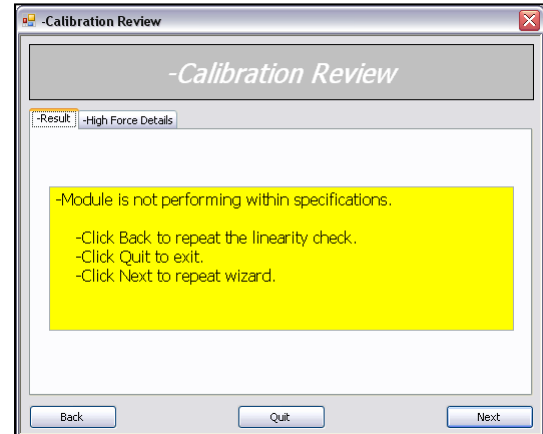 -Calibration Review
-Calibration Review
-Result -High Force Details
-Module is not performing within specifications.
-Click Back to repeat the linearity check.
-Click Quit to exit.
-Click Next to repeat wizard.
Back Quit Next